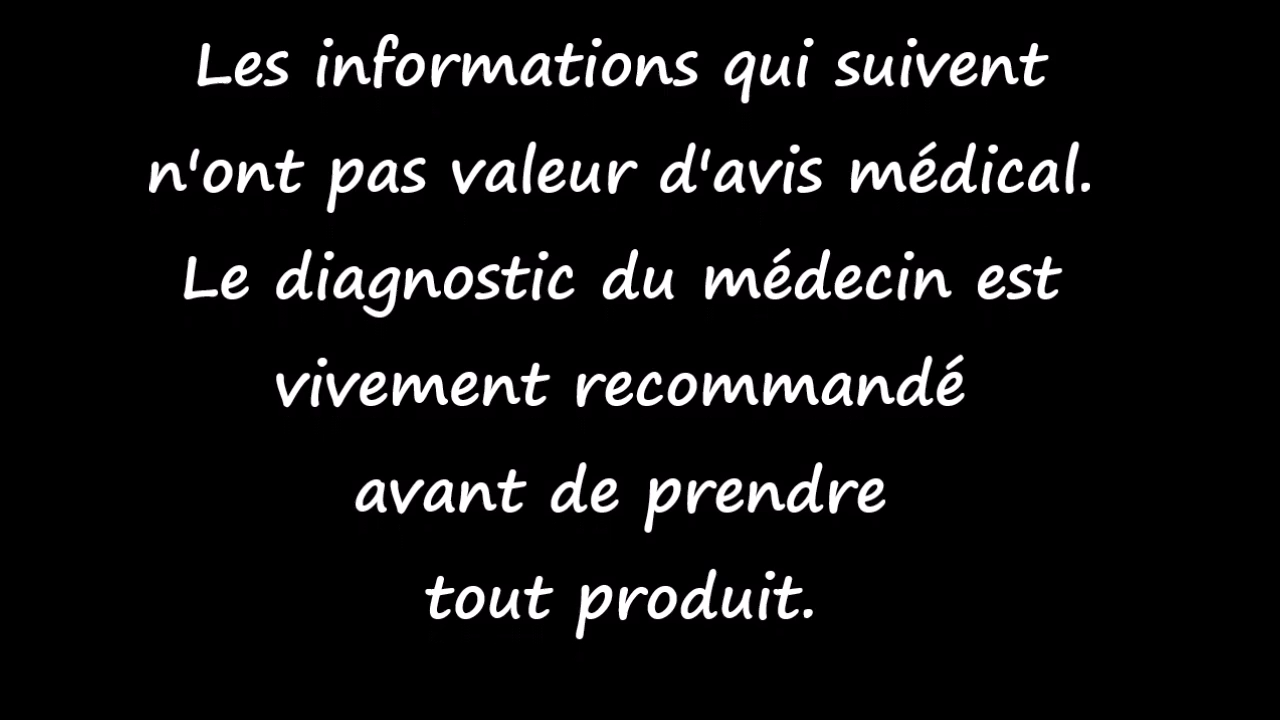 Les informations qui suivent
n'ont pas valeur d'avis médical.
Le diagnostic du médecin est
vivement recommandé
avant de prendre
tout produit.